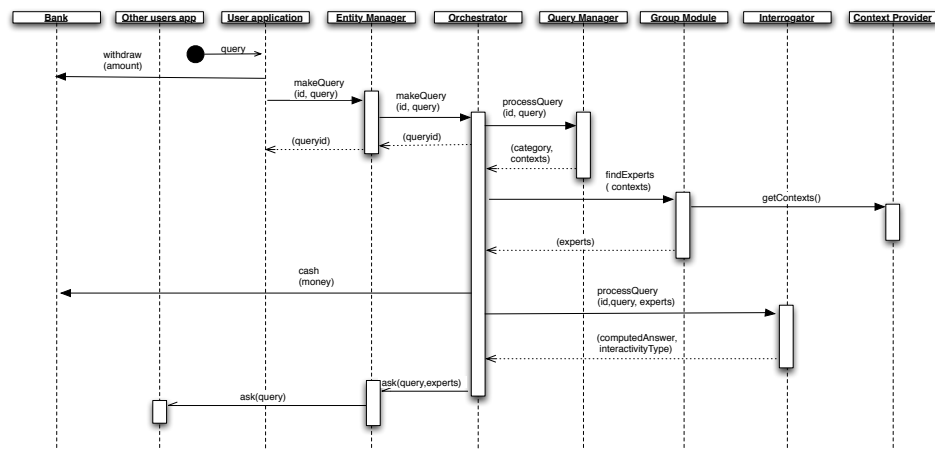 Bank
Other users app
User application
Entity Manager
Orchestrator
Query Manager
Group Module
Interrogator
Context Provider
query
withdraw
(amount)
makeQuery
(id, query)
makeQuery
(id, query)
processQuery
(id, query)
(queryid)
(queryid)
(category,
contexts)
findExperts
( contexts)
getContexts()
(experts)
cash
(money)
processQuery
(id,query, experts)
(computedAnswer,
interactivityType)
ask(query,experts)
ask(query)